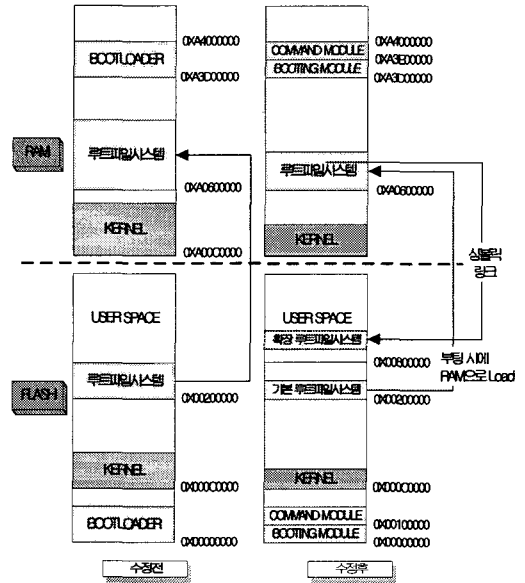 0XA4000000
BOOTLOADER
0XA3D00000
RAM
루트파일시스템
0XA0600000
KERNEL
0XA00C0000
USER SPACE
루트파일시스템
FLASH
0X00200000
KERNEL
0X000C0000
BOOTLOADER
0X00000000
수정전
0XA4000000
COMMAND MODULE
0XA3E00000
BOOTING MODULE
0XA3D00000
루트파일시스템
0XA0600000
KERNEL
심볼릭
링크
USER SPACE
확장 루트파일시스템
0X00800000
부팅 시에
RAM으로 Load
기본 루트파일시스템
0X00200000
KERNEL
0X000C0000
COMMAND MODULE
0X00100000
BOOTING MODULE
0X00000000
수정후